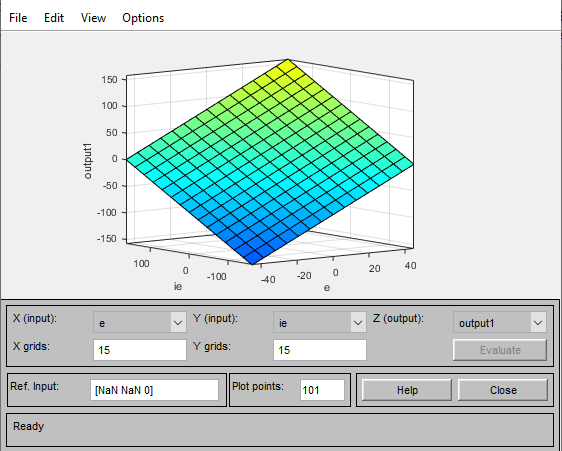 File Edit View Options
150
100
50
0
-50
-100
-150
output1
100 0 -100
ie
-40 -20 0 20 40
e
X (input): e Y (input): ie Z (output): output1
X grids: 15 Y grids: 15 Evaluate
Ref. Input: [NaN NaN 0] Plot points: 101 Help Close
Ready